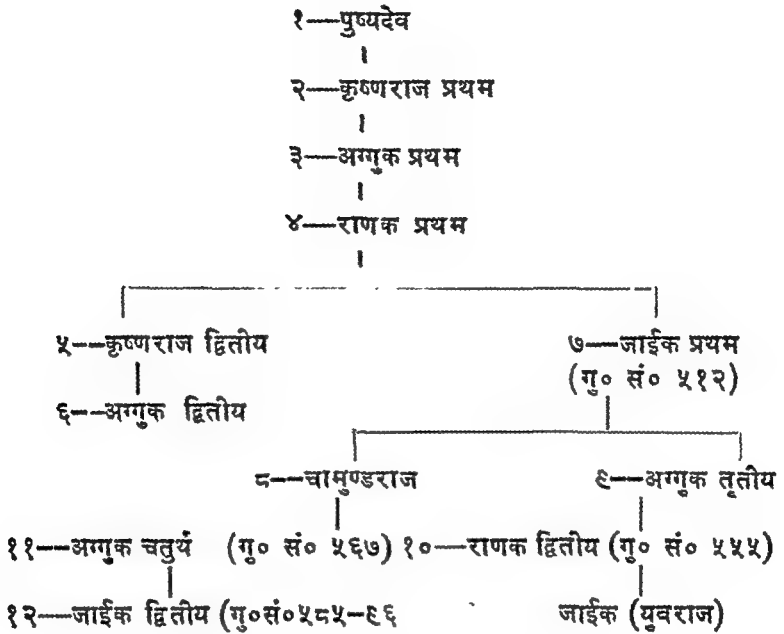 १—पुष्यदेव
२—कृष्णराज प्रथम
३—अग्गुक प्रथम
४—राणक प्रथम
५—कृष्णराज द्वितीय ७—जाईक प्रथम
(गु० सं० ५१२)
६—अग्गुक द्वितीय
८—चामुण्डराज ९—अग्गुक तृतीय
११—अग्गुक चतुर्थ (गु० सं० ५६७) १०—राणक द्वितीय (गु० सं० ५५५)
१२—जाईक द्वितीय (गु०सं०५८५-९६ जाईक (युवराज)